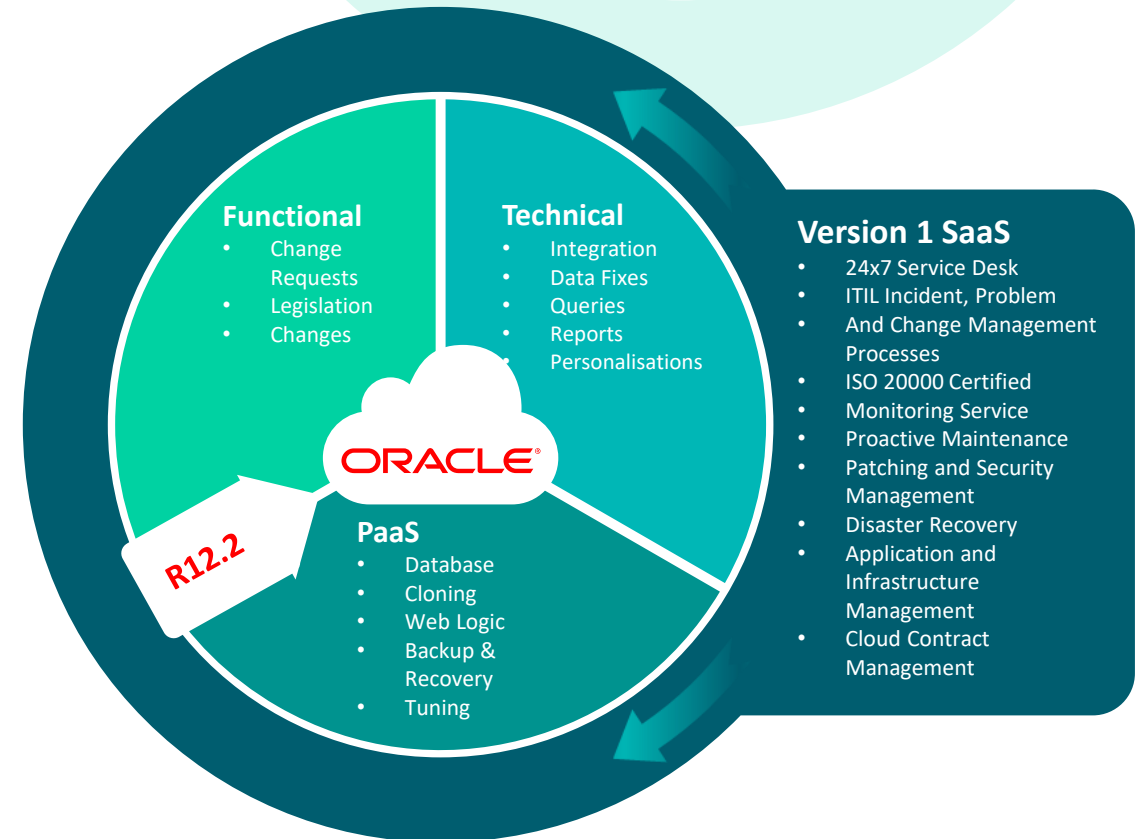 Functional
• Change
Requests
• Legislation
• Changes
Technical
• Integration
• Data Fixes
• Queries
• Reports
• Personalisations
ORACLE®
R12.2
PaaS
• Database
• Cloning
• Web Logic
• Backup &
Recovery
• Tuning
Version 1 SaaS
• 24x7 Service Desk
• ITIL Incident, Problem
• And Change Management
Processes
• ISO 20000 Certified
• Monitoring Service
• Proactive Maintenance
• Patching and Security
Management
• Disaster Recovery
• Application and
Infrastructure
Management
• Cloud Contract
Management